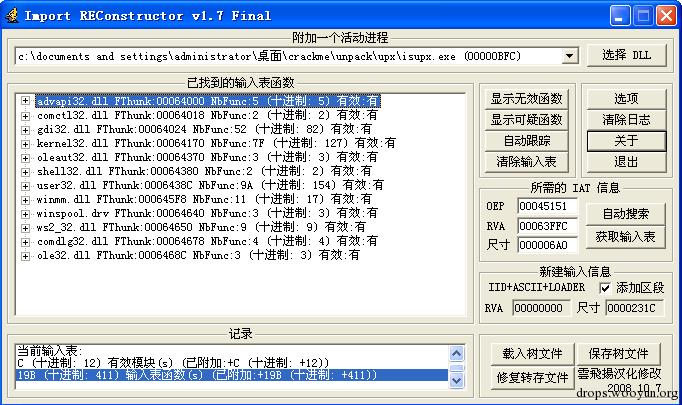 Import REConstructor v1.7 Final
附加一个活动进程
c:\documents and settings\administrator\桌面\crackme\unpack\upx\isupx.exe (00000BFC)
选择 DLL
已找到的输入表函数
advapi32.dll FThunk:00064000 NbFunc:5 (十进制: 5) 有效:有
comctl32.dll FThunk:00064018 NbFunc:2 (十进制: 2) 有效:有
gdi32.dll FThunk:00064024 NbFunc:52 (十进制: 82) 有效:有
kernel32.dll FThunk:00064170 NbFunc:7F (十进制: 127) 有效:有
oleaut32.dll FThunk:00064370 NbFunc:3 (十进制: 3) 有效:有
shell32.dll FThunk:00064380 NbFunc:2 (十进制: 2) 有效:有
user32.dll FThunk:0006438C NbFunc:9A (十进制: 154) 有效:有
winmm.dll FThunk:000645F8 NbFunc:11 (十进制: 17) 有效:有
winspool.drv FThunk:00064640 NbFunc:3 (十进制: 3) 有效:有
ws2_32.dll FThunk:00064650 NbFunc:9 (十进制: 9) 有效:有
comdlg32.dll FThunk:00064678 NbFunc:4 (十进制: 4) 有效:有
ole32.dll FThunk:0006468C NbFunc:3 (十进制: 3) 有效:有
显示无效函数
显示可疑函数
自动跟踪
清除输入表
选项
清除日志
关于
退出
所需的 IAT 信息
OEP 00045151
RVA 00063FFC
尺寸 000006A0
自动搜索
获取输入表
新建输入信息
IID+ASCII+LOADER 添加区段
RVA 00000000 尺寸 0000231C
记录
当前输入表:
C (十进制: 12) 有效模块(s) (已附加:+C (十进制: +12))
19B (十进制: 411) 输入表函数(s) (已附加:+19B (十进制: +411))
载入树文件
保存树文件
修复转存文件
雲飛揚汉化修改
2008.10.7
drops.wooyun.org